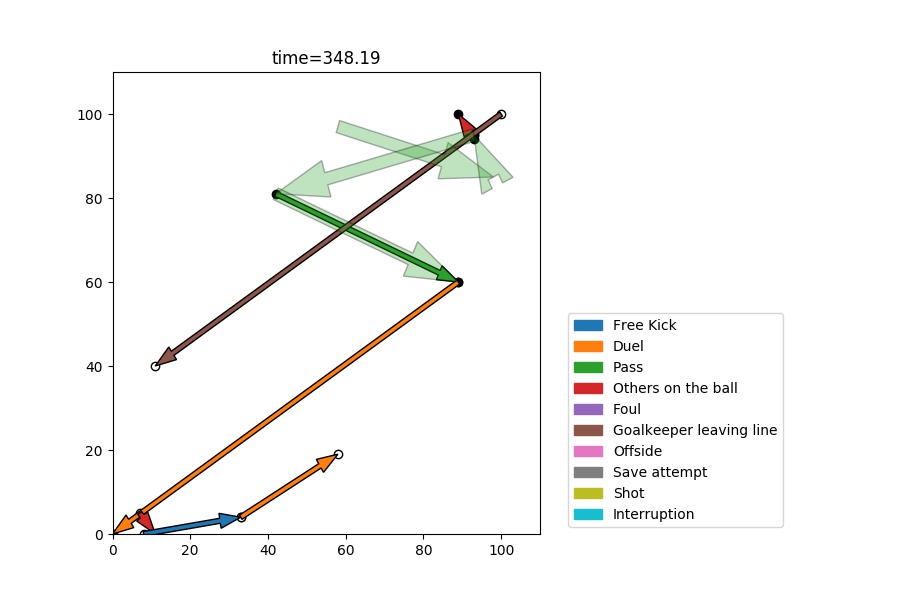 time=348.19
100
80
60
40
20
0
0 20 40 60 80 100
Free Kick
Duel
Pass
Others on the ball
Foul
Goalkeeper leaving line
Offside
Save attempt
Shot
Interruption